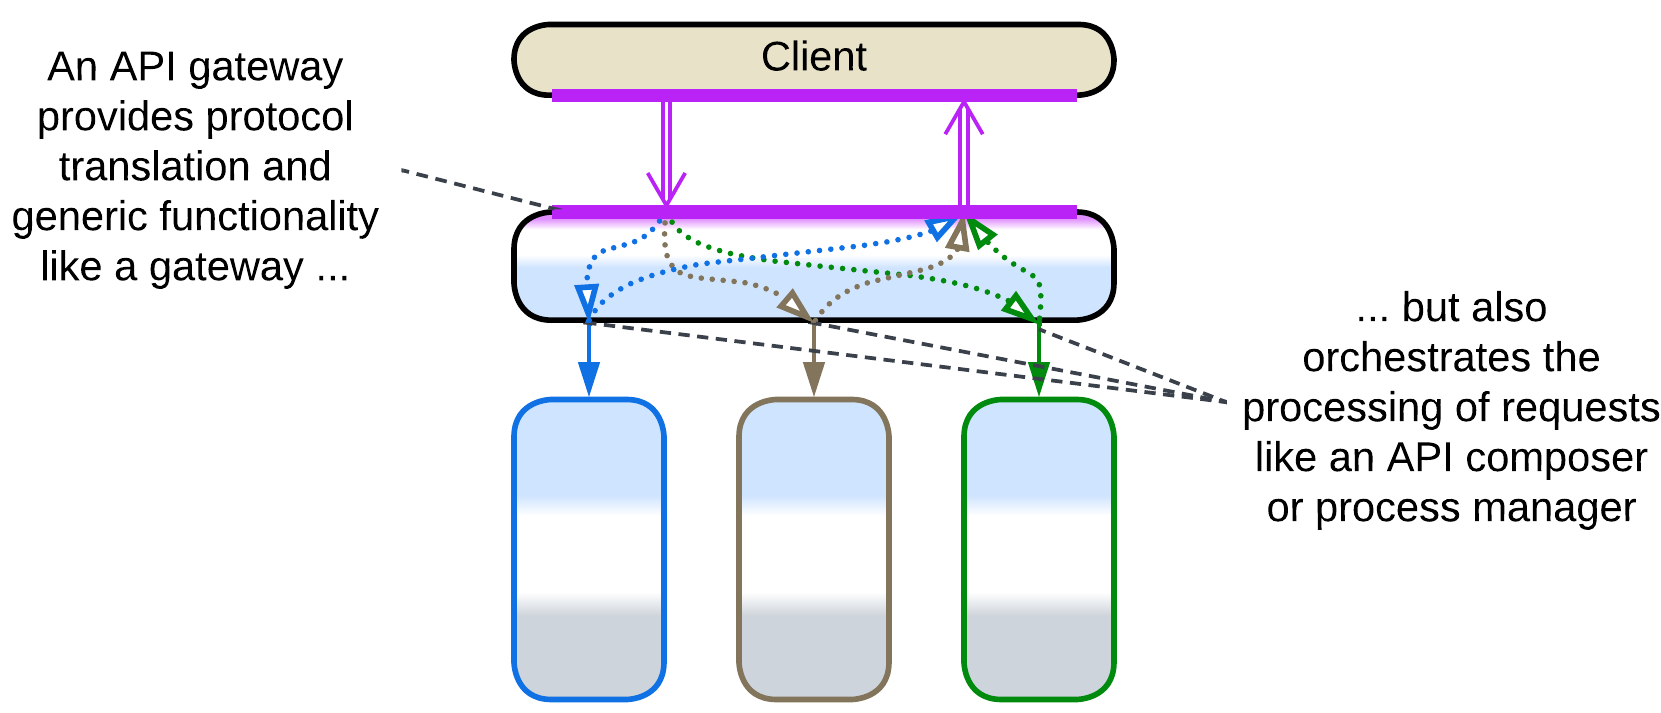 Client
An API gateway
provides protocol
translation and
generic functionality
like a gateway ...
... but also
orchestrates the
processing of requests
like an API composer
or process manager